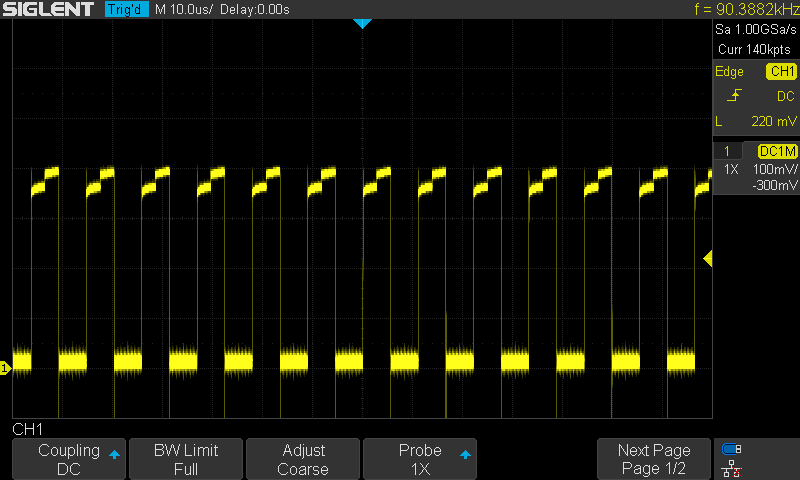 SIGLENT Trig'd M 10.0us/ Delay:0.00s f = 90.3882kHz
Sa 1.00GSa/s
Curr 140kpts
Edge CH1
DC
L 220 mV
1 DC1M
1X 100mV/
-300mV
1
CH1
Coupling
DC
BW Limit
Full
Adjust
Coarse
Probe
1X
Next Page
Page 1/2